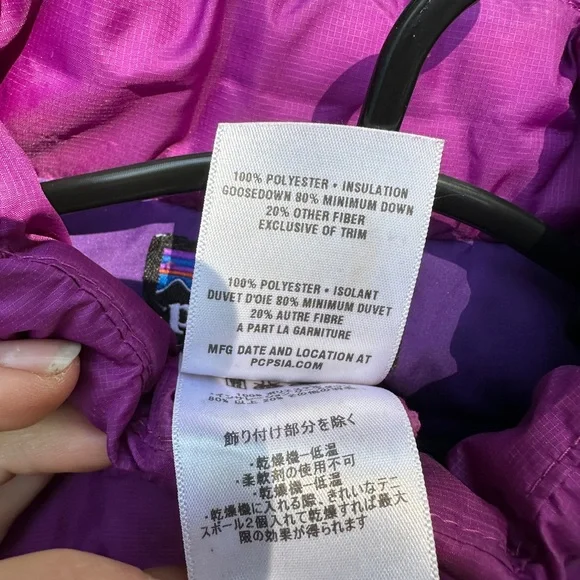 100% POLYESTER • INSULATION
GOOSEDOWN 80% MINIMUM DOWN
20% OTHER FIBER
EXCLUSIVE OF TRIM
100% POLYESTER • ISOLANT
DUVET D'OIE 80% MINIMUM DUVET
20% AUTRE FIBRE
A PART LA GARNITURE
MFG DATE AND LOCATION AT
PCPSIA.COM
飾り付け部分を除く
・乾燥機ー低温
・柔軟剤の使用不可
・乾燥機ー低温
・乾燥機に入れる際、きれいなテニ
スボール2個入れて乾かすれば最大
限の効果が得られます